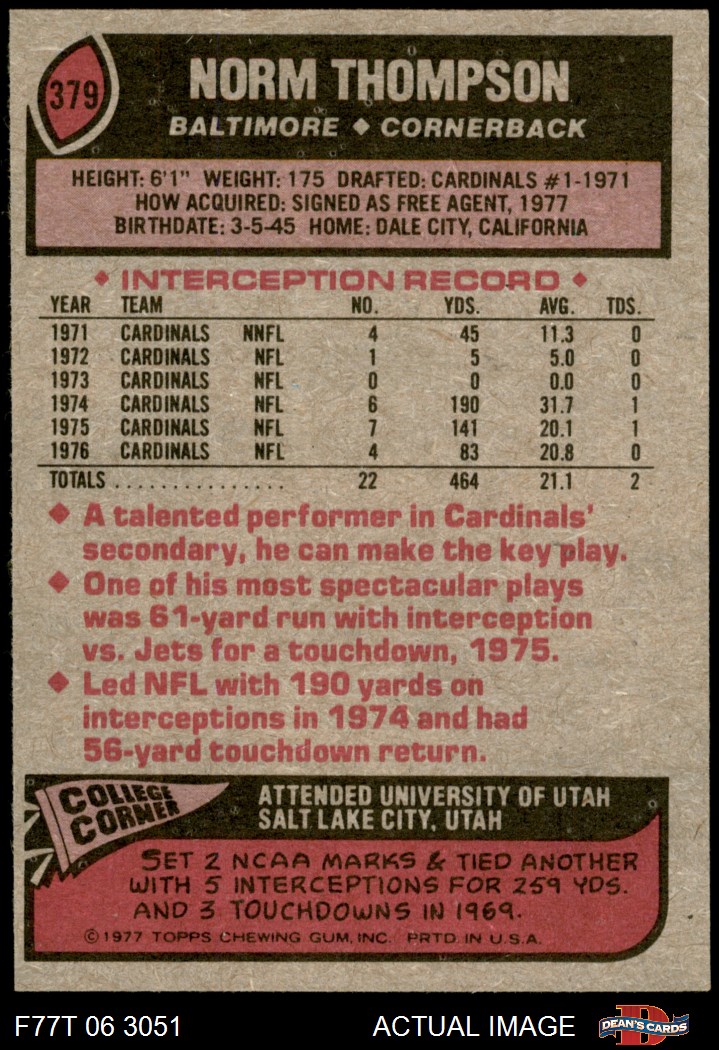 379
NORM THOMPSON
BALTIMORE ◆ CORNERBACK
HEIGHT: 6'1" WEIGHT: 175 DRAFTED: CARDINALS #1-1971
HOW ACQUIRED: SIGNED AS FREE AGENT, 1977
BIRTHDATE: 3-5-45 HOME: DALE CITY, CALIFORNIA
◆ INTERCEPTION RECORD ◆
YEAR TEAM NO. YDS. AVG. TDS.
1971 CARDINALS NNFL 4 45 11.3 0
1972 CARDINALS NFL 1 5 5.0 0
1973 CARDINALS NFL 0 0 0.0 0
1974 CARDINALS NFL 6 190 31.7 1
1975 CARDINALS NFL 7 141 20.1 1
1976 CARDINALS NFL 4 83 20.8 0
TOTALS . . . . . . . . . . . . . . . 22 464 21.1 2
◆ A talented performer in Cardinals'
secondary, he can make the key play.
◆ One of his most spectacular plays
was 61-yard run with interception
vs. Jets for a touchdown, 1975.
◆ Led NFL with 190 yards on
interceptions in 1974 and had
56-yard touchdown return.
COLLEGE
CORNER
ATTENDED UNIVERSITY OF UTAH
SALT LAKE CITY, UTAH
SET 2 NCAA MARKS & TIED ANOTHER
WITH 5 INTERCEPTIONS FOR 259 YDS.
AND 3 TOUCHDOWNS IN 1969.
© 1977 TOPPS CHEWING GUM, INC. PRTD. IN U.S.A.
F77T 06 3051 ACTUAL IMAGE D DEAN'S CARDS